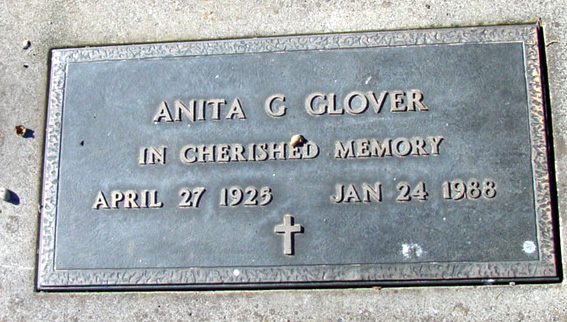 ANITA G GLOVER
IN CHERISHED MEMORY
APRIL 27 1925 JAN 24 1988